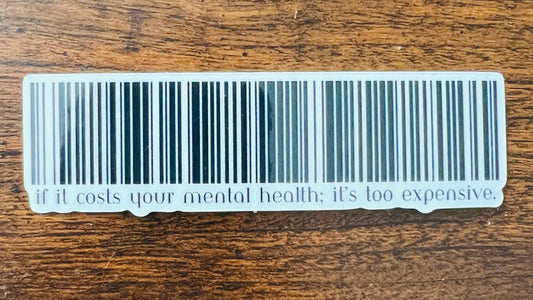 if it costs your mental health; it's too expensive.